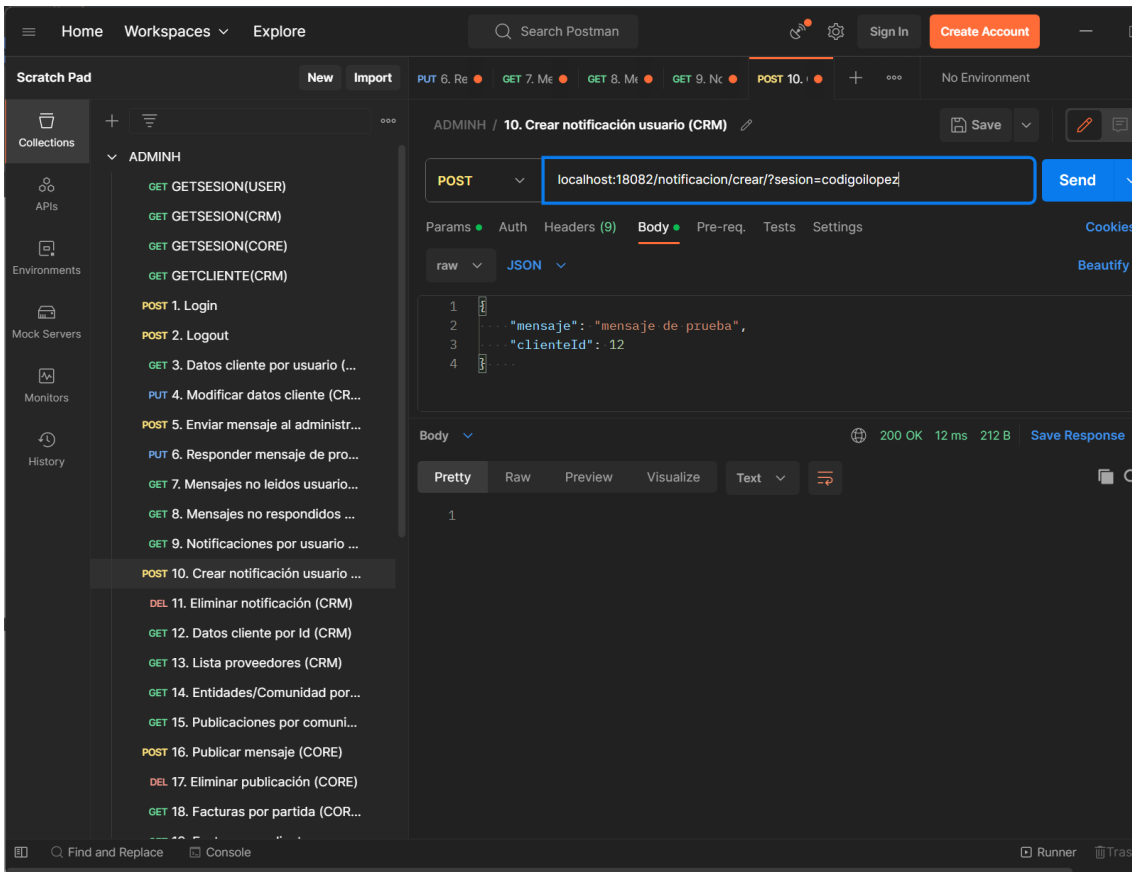 Home Workspaces Explore Search Postman Sign In Create Account
Scratch Pad New Import
PUT 6. Re GET 7. Me GET 8. Me GET 9. Nc POST 10. No Environment
Collections
APIs
Environments
Mock Servers
Monitors
History
ADMINH
GET GETSESION(USER)
GET GETSESION(CRM)
GET GETSESION(CORE)
GET GETCLIENTE(CRM)
POST 1. Login
POST 2. Logout
GET 3. Datos cliente por usuario (...
PUT 4. Modificar datos cliente (CR...
POST 5. Enviar mensaje al administr...
PUT 6. Responder mensaje de pro...
GET 7. Mensajes no leidos usuario...
GET 8. Mensajes no respondidos ...
GET 9. Notificaciones por usuario ...
POST 10. Crear notificación usuario ...
DEL 11. Eliminar notificación (CRM)
GET 12. Datos cliente por Id (CRM)
GET 13. Lista proveedores (CRM)
GET 14. Entidades/Comunidad por...
GET 15. Publicaciones por comuni...
POST 16. Publicar mensaje (CORE)
DEL 17. Eliminar publicación (CORE)
GET 18. Facturas por partida (COR...
ADMINH / 10. Crear notificación usuario (CRM) Save
POST localhost:18082/notificacion/crear/?sesion=codigoilopez Send
Params Auth Headers (9) Body Pre-req. Tests Settings Cookies
raw JSON Beautify
1 {
2 "mensaje": "mensaje de prueba",
3 "clienteId": 12
4 }
Body 200 OK 12 ms 212 B Save Response
Pretty Raw Preview Visualize Text
1
Find and Replace Console Runner Tras